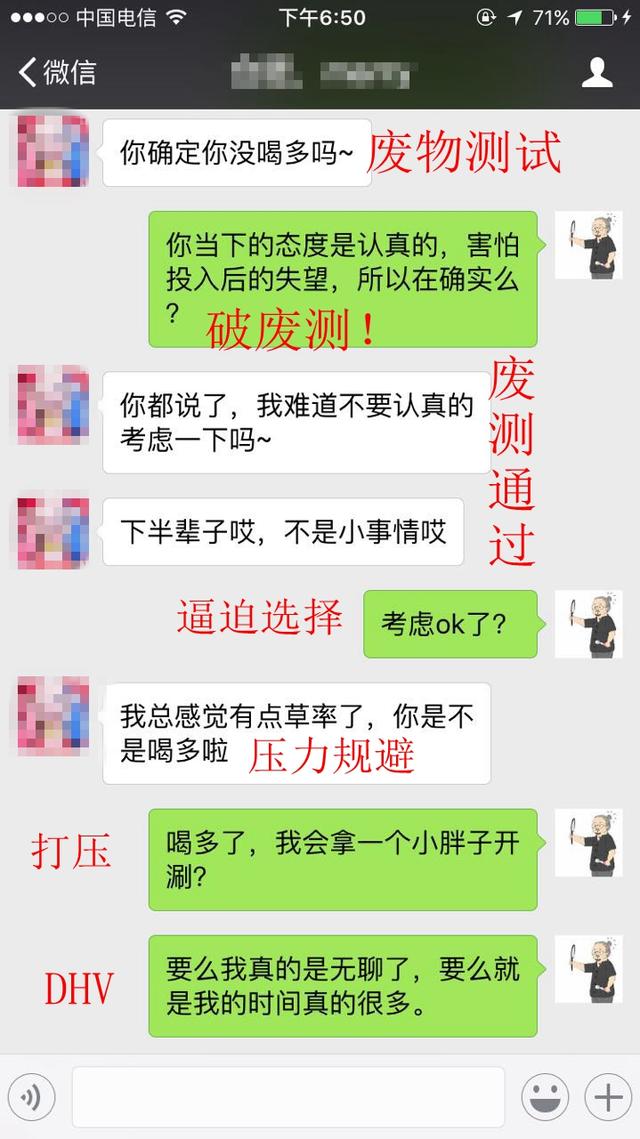 中国电信
下午6:50
71%
微信
你确定你没喝多吗~
废物测试
你当下的态度是认真的，害怕
投入后的失望，所以在确实么
？
破废测！
你都说了，我难道不要认真的
考虑一下吗~
废测通过
下半辈子哎，不是小事情哎
逼迫选择
考虑ok了？
我总感觉有点草率了，你是不
是喝多啦
压力规避
打压
喝多了，我会拿一个小胖子开
涮？
DHV
要么我真的是无聊了，要么就
是我的时间真的很多。